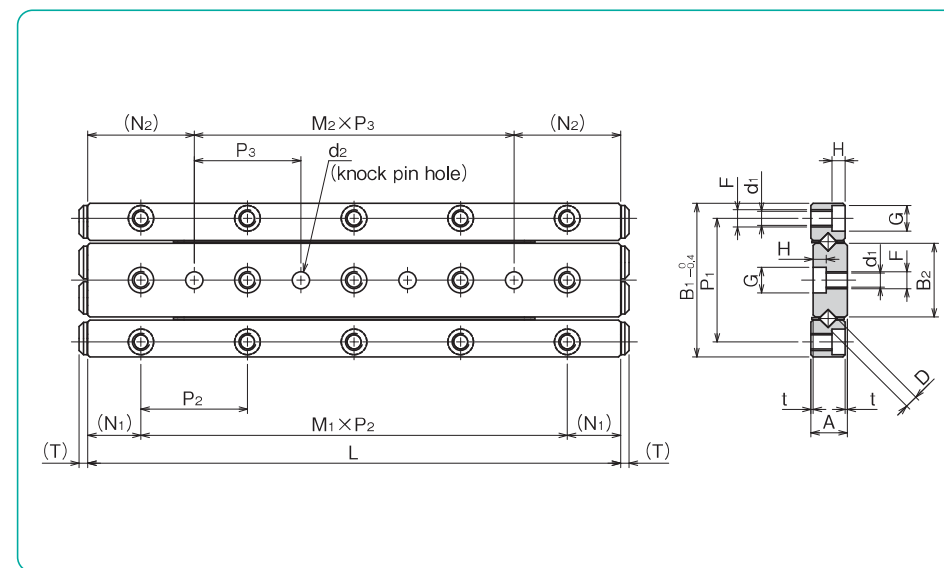 (N2) M2×P3 (N2)
P3 d2
(knock pin hole)
P2
(N1) M1×P2 (N1)
(T) L (T)
H
F d1
G
H
d1 F
G
B1 0 -0.4
P1
B2
D
t t
A